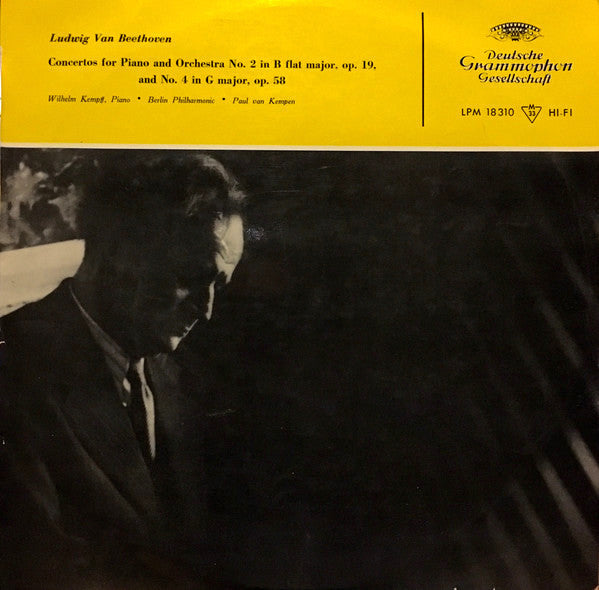 Ludwig Van Beethoven
Concertos for Piano and Orchestra No. 2 in B flat major, op. 19,
and No. 4 in G major, op. 58
Wilhelm Kempff, Piano • Berlin Philharmonic • Paul van Kempen
Deutsche
Grammophon
Gesellschaft
LPM 18310 M 33 HI-FI